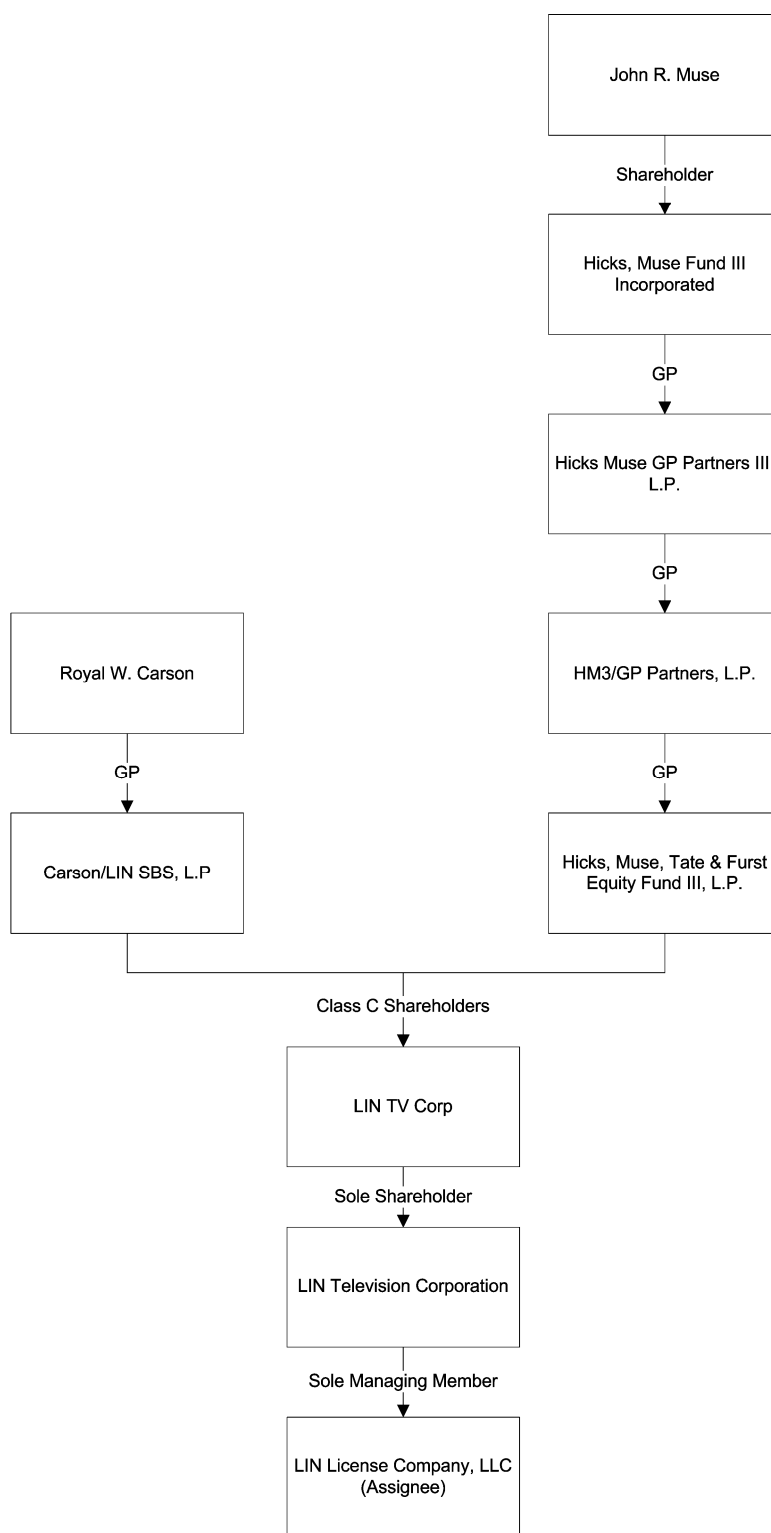 John R. Muse
Shareholder
Hicks, Muse Fund III
Incorporated
GP
Hicks Muse GP Partners III
L.P.
GP
Royal W. Carson
HM3/GP Partners, L.P.
GP
GP
Carson/LIN SBS, L.P
Hicks, Muse, Tate & Furst
Equity Fund III, L.P.
Class C Shareholders
LIN TV Corp
Sole Shareholder
LIN Television Corporation
Sole Managing Member
LIN License Company, LLC
(Assignee)